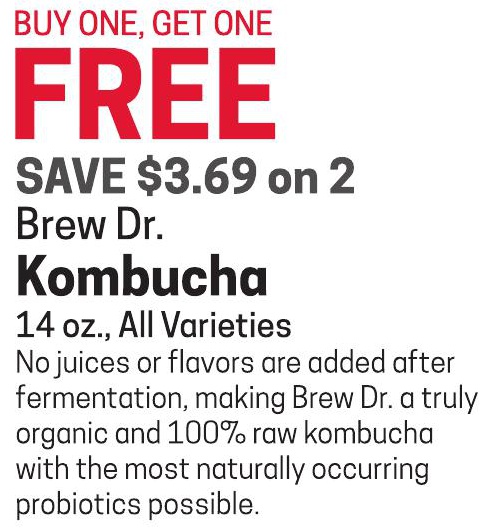 BUY ONE, GET ONE
FREE
SAVE $3.69 on 2
Brew Dr.
Kombucha
14 oz., All Varieties
No juices or flavors are added after
fermentation, making Brew Dr. a truly
organic and 100% raw kombucha
with the most naturally occurring
probiotics possible.